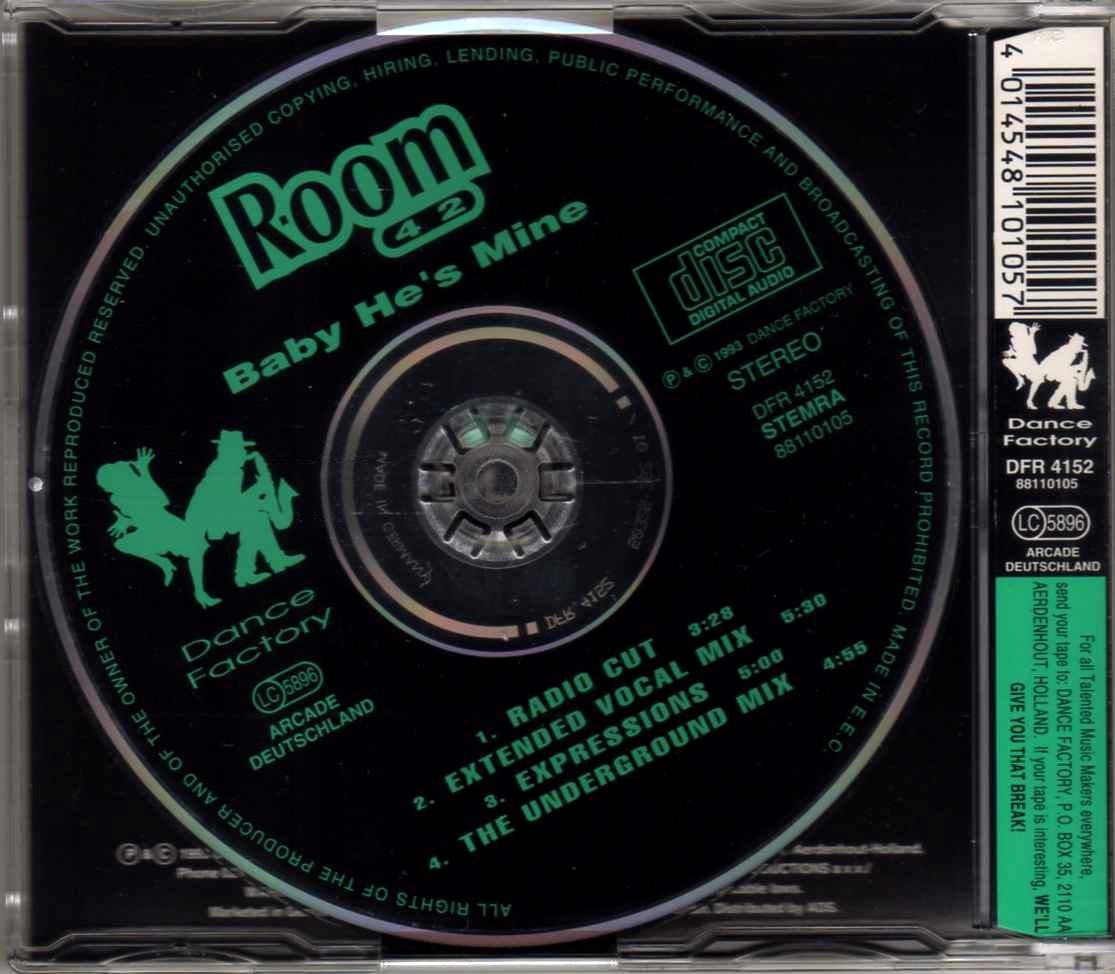 ALL RIGHTS OF THE PRODUCER AND OF THE OWNER OF THE WORK REPRODUCED RESERVED. UNAUTHORISED COPYING, HIRING, LENDING, PUBLIC PERFORMANCE AND BROADCASTING OF THIS RECORD PROHIBITED. MADE IN E.E.C.
Room
42
Baby He's Mine
COMPACT
disc
DIGITAL AUDIO
Ⓟ & © 1993 DANCE FACTORY
STEREO
DFR 4152
STEMRA
88110105
Dance
Factory
LC 5896
ARCADE
DEUTSCHLAND
MADE IN GERMANY
DFR. 4152
1. RADIO CUT 3:28
2. EXTENDED VOCAL MIX 5:30
3. EXPRESSIONS 5:00
4. THE UNDERGROUND MIX 4:55
4 014548 101057
Dance
Factory
DFR 4152
88110105
LC 5896
ARCADE
DEUTSCHLAND
For all Talented Music Makers everywhere,
send your tape to: DANCE FACTORY, P.O. BOX 35, 2110 AA
AERDENHOUT, HOLLAND. If your tape is interesting, WE'LL
GIVE YOU THAT BREAK!